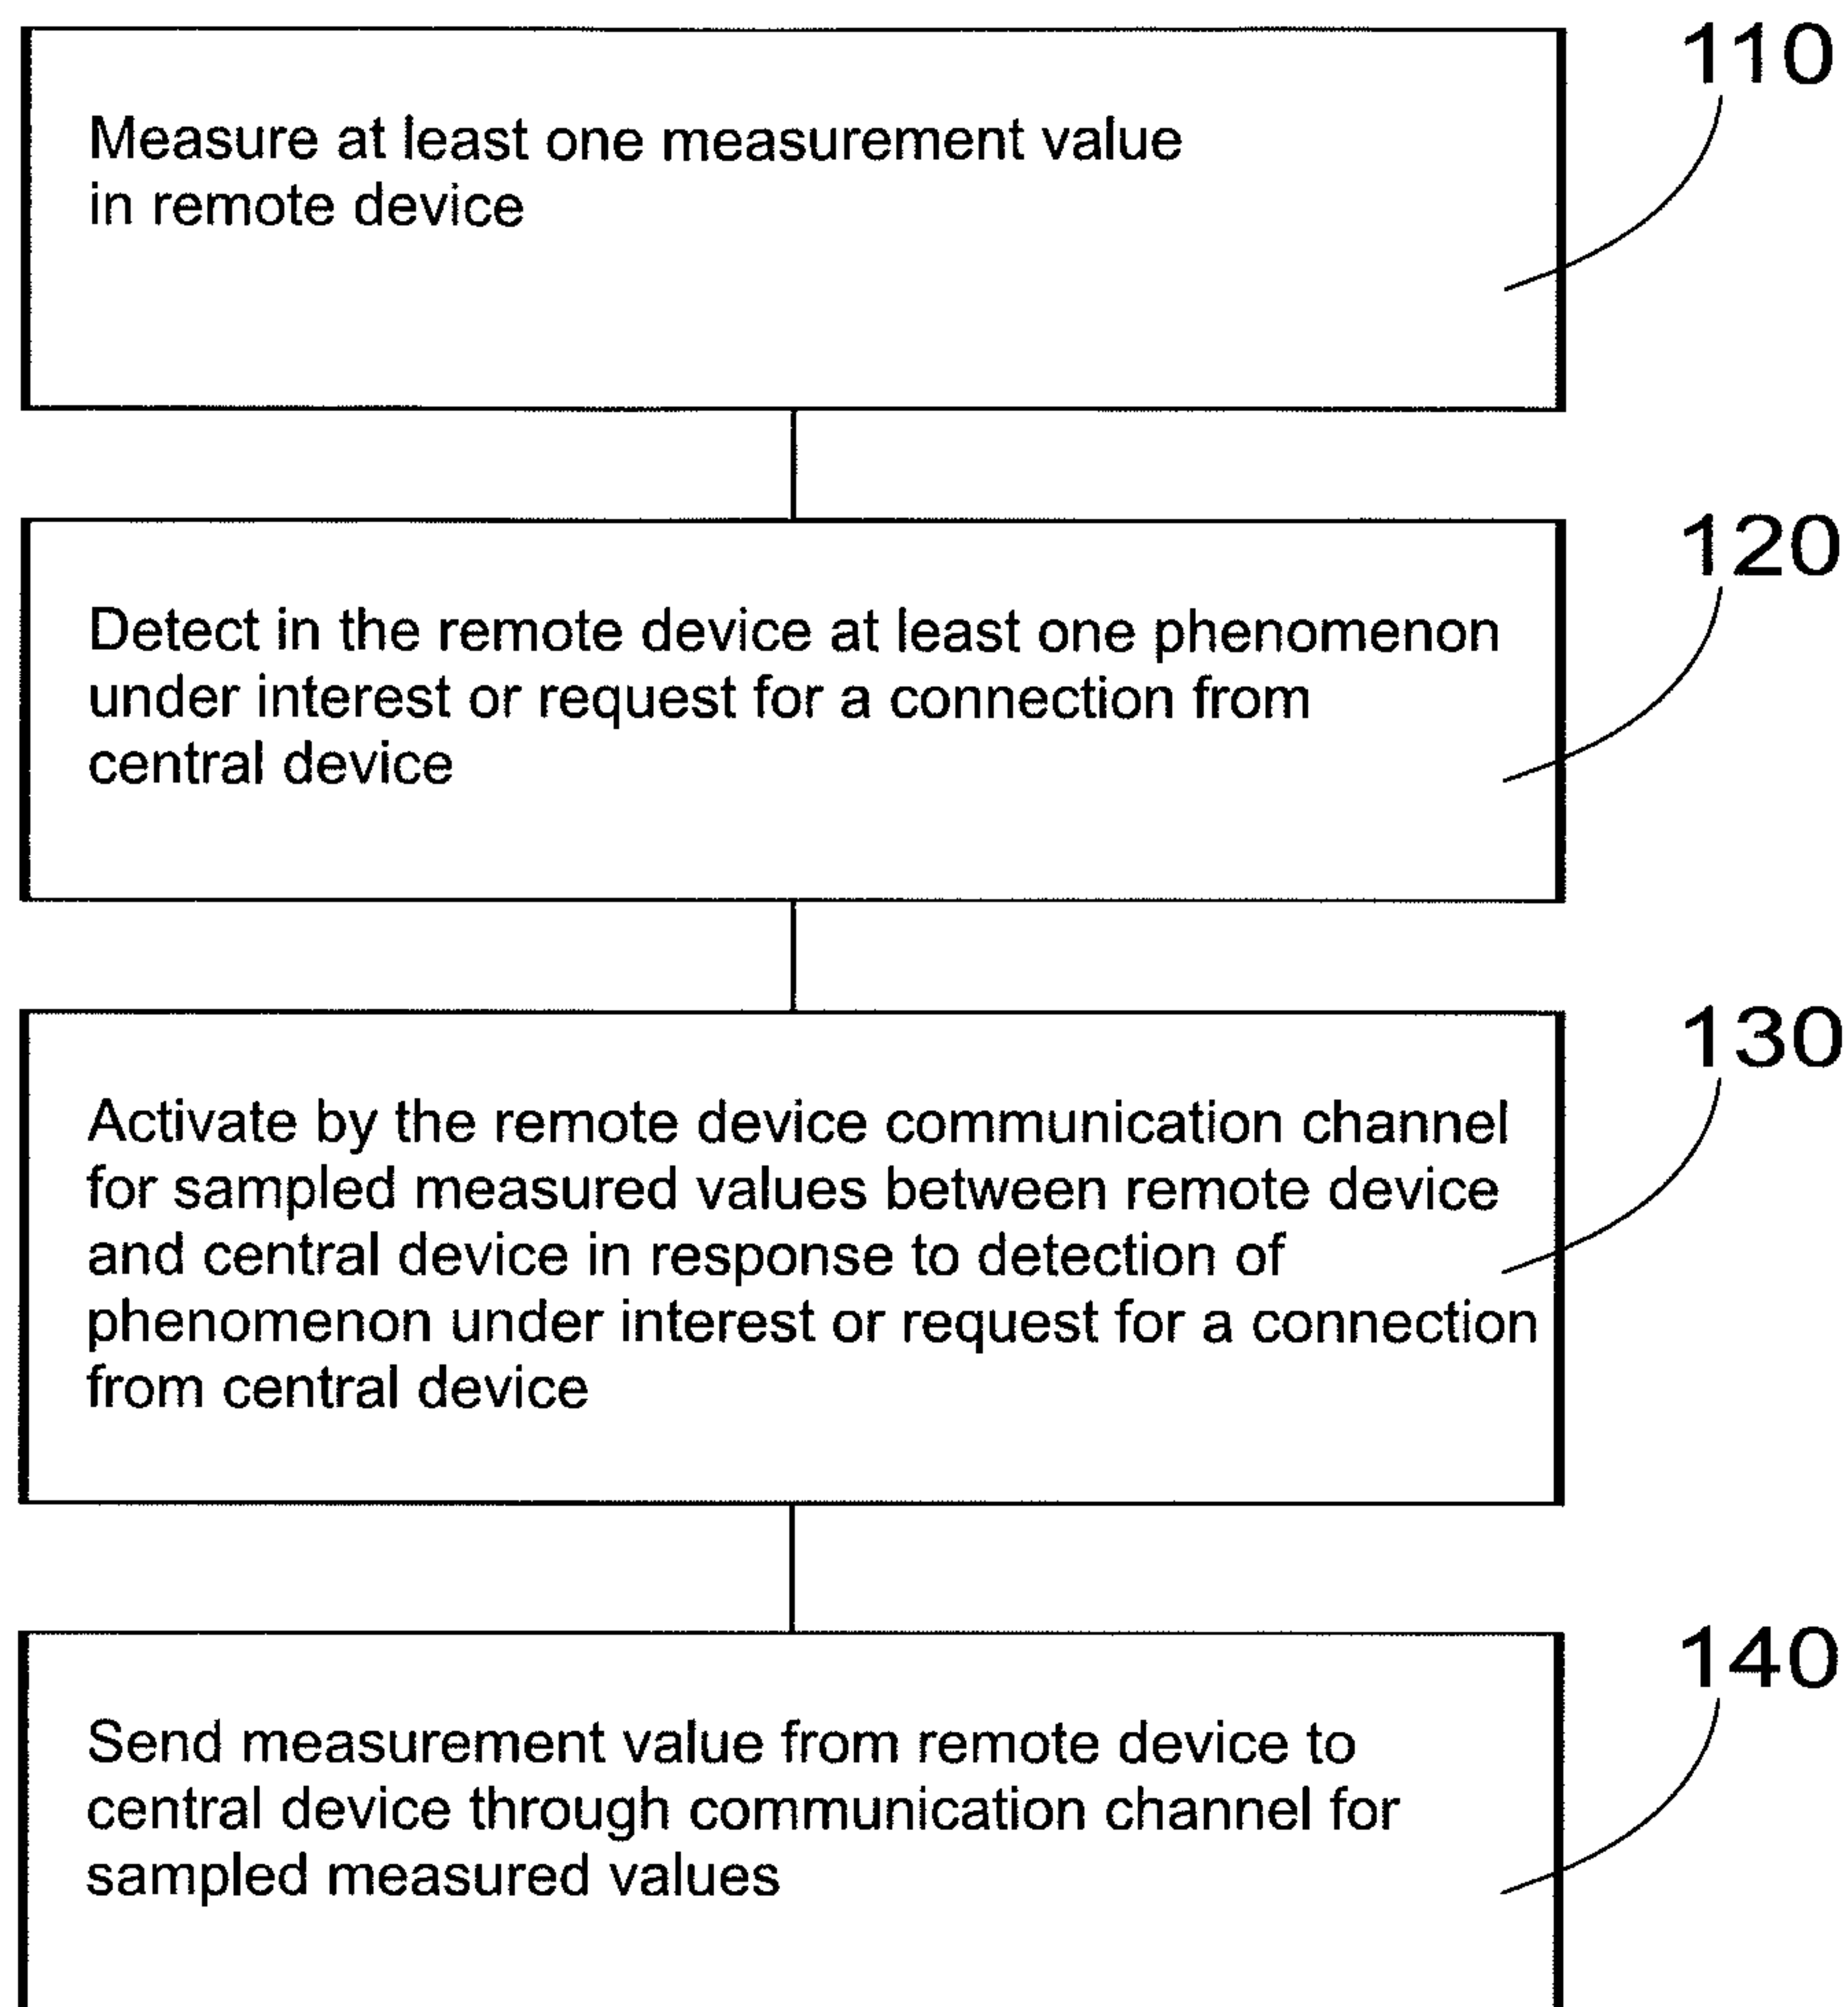 110
Measure at least one measurement value
in remote device
120
Detect in the remote device at least one phenomenon
under interest or request for a connection from
central device
130
Activate by the remote device communication channel
for sampled measured values between remote device
and central device in response to detection of
phenomenon under interest or request for a connection
from central device
140
Send measurement value from remote device to
central device through communication channel for
sampled measured values